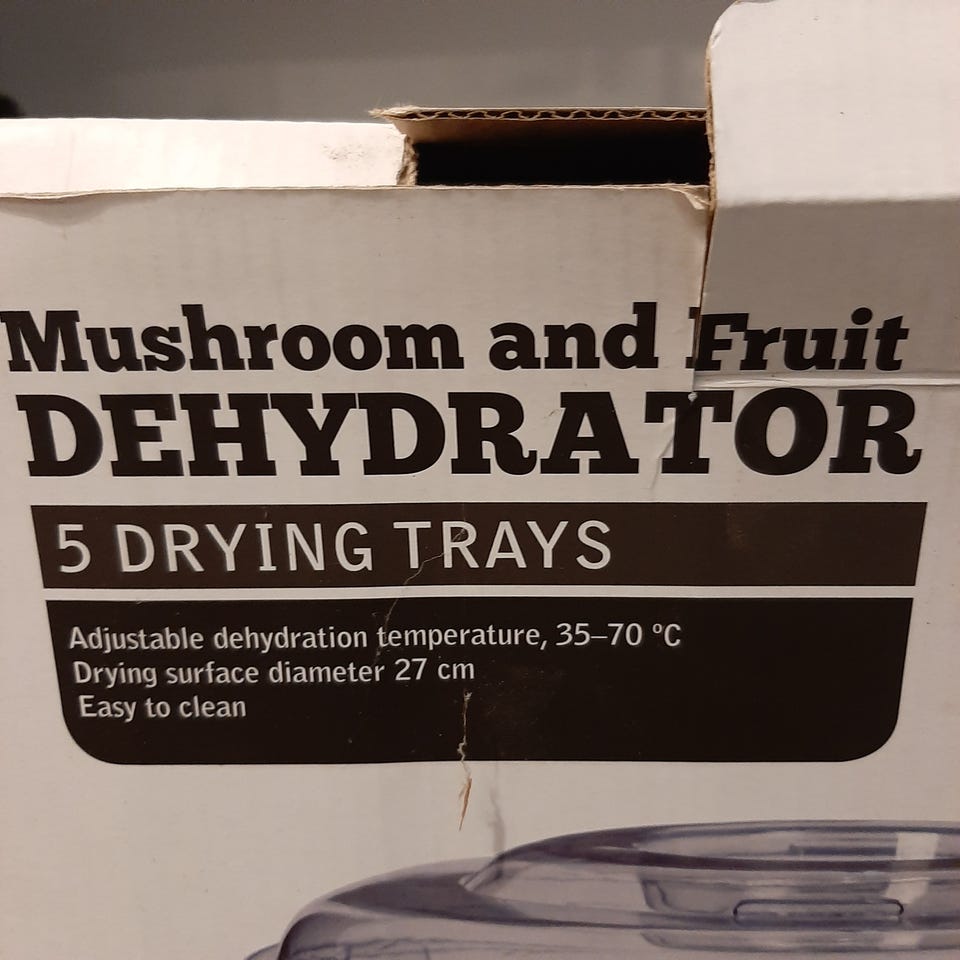 Mushroom and Fruit
DEHYDRATOR
5 DRYING TRAYS
Adjustable dehydration temperature, 35–70 ºC
Drying surface diameter 27 cm
Easy to clean